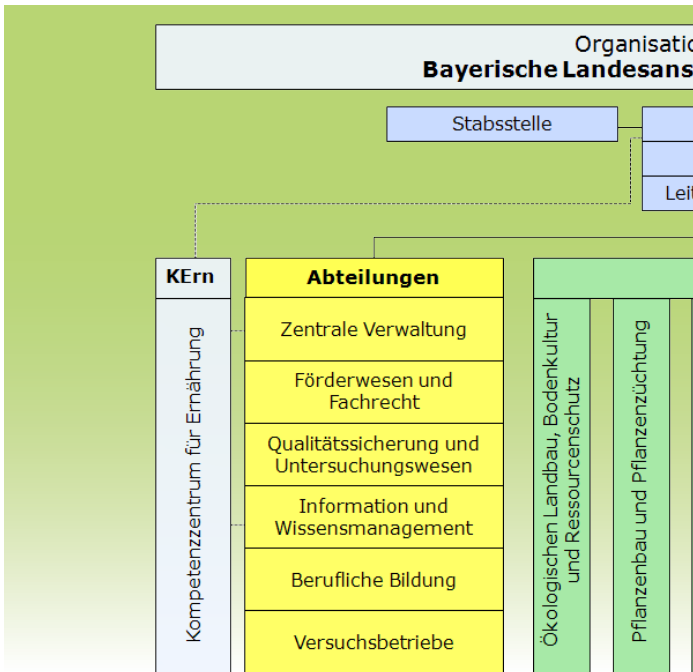 Organisatio
Bayerische Landesans
Stabsstelle
Leit
KErn
Kompetenzzentrum für Ernährung
Abteilungen
Zentrale Verwaltung
Förderwesen und
Fachrecht
Qualitätssicherung und
Untersuchungswesen
Information und
Wissensmanagement
Berufliche Bildung
Versuchsbetriebe
Ökologischen Landbau, Bodenkultur
und Ressourcenschutz
Pflanzenbau und Pflanzenzüchtung